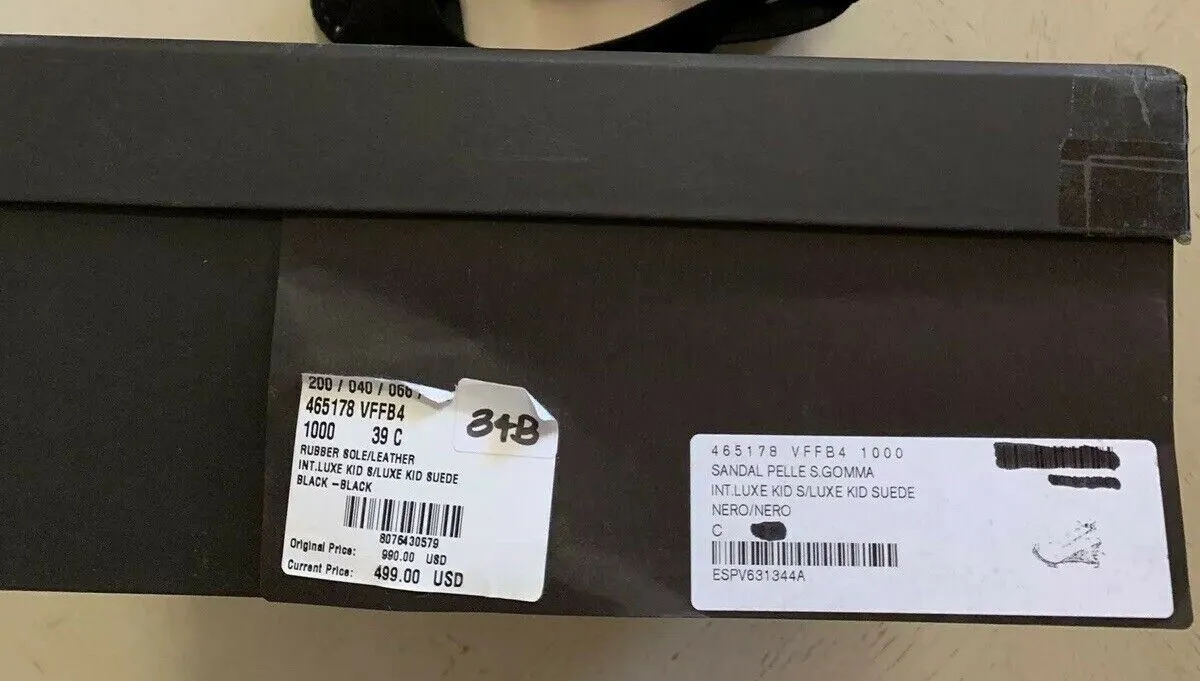 200 / 040 / 066 /
465178 VFFB4
1000 39 C
34B
RUBBER SOLE/LEATHER
INT.LUXE KID S/LUXE KID SUEDE
BLACK -BLACK
8076430579
Original Price: 990.00 USD
Current Price: 499.00 USD
465178 VFFB4 1000
SANDAL PELLE S.GOMMA
INT.LUXE KID S/LUXE KID SUEDE
NERO/NERO
C
ESPV631344A